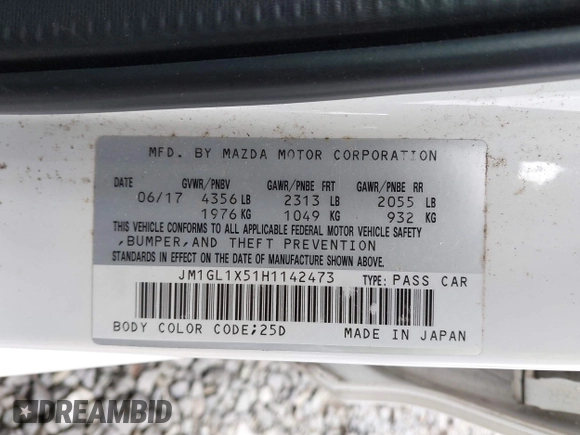 MFD. BY MAZDA MOTOR CORPORATION
DATE GVWR/PNBV GAWR/PNBE FRT GAWR/PNBE RR
06/17 4356 LB 2313 LB 2055 LB
1976 KG 1049 KG 932 KG
THIS VEHICLE CONFORMS TO ALL APPLICABLE FEDERAL MOTOR VEHICLE SAFETY
,BUMPER,AND THEFT PREVENTION
STANDARDS IN EFFECT ON THE DATE OF MANUFACTURE SHOWN ABOVE.
JM1GL1X51H1142473 TYPE: PASS CAR
BODY COLOR CODE;25D MADE IN JAPAN
DREAMBID